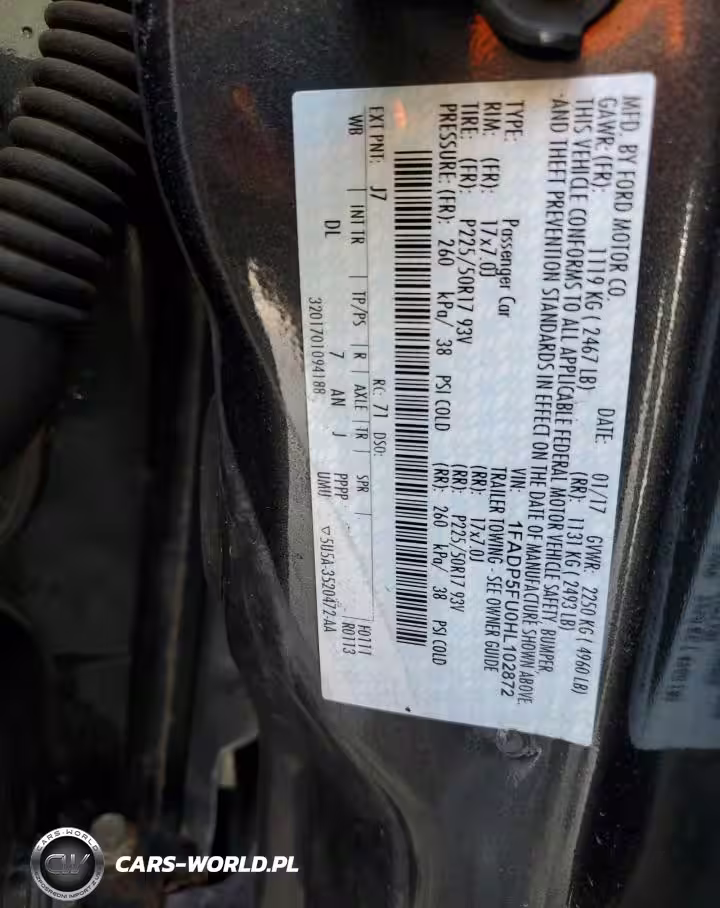 MFD. BY FORD MOTOR CO.
DATE: 01/17 GVWR: 2250 KG ( 4960 LB)
GAWR: (FR): 1119 KG ( 2467 LB) (RR): 1131 KG ( 2493 LB)
THIS VEHICLE CONFORMS TO ALL APPLICABLE FEDERAL MOTOR VEHICLE SAFETY, BUMPER,
AND THEFT PREVENTION STANDARDS IN EFFECT ON THE DATE OF MANUFACTURE SHOWN ABOVE.
VIN: 1FADP5FU0HL102872
TYPE: Passenger Car TRAILER TOWING - SEE OWNER GUIDE
RIM: (FR): 17x7.0J (RR): 17x7.0J
TIRE: (FR): P225/50R17 93V (RR): P225/50R17 93V
PRESSURE: (FR): 260 kPa/ 38 PSI COLD (RR): 260 kPa/ 38 PSI COLD
EXT PNT: J7 RC: 71 DSO:
WB INT TR TP/PS R AXLE TR SPR F0111
DL 7 AN J PPPP R0113
UMU
3201701094188 5U5A-3520472-AA
CARS-WORLD
CW
CARS-WORLD.PL